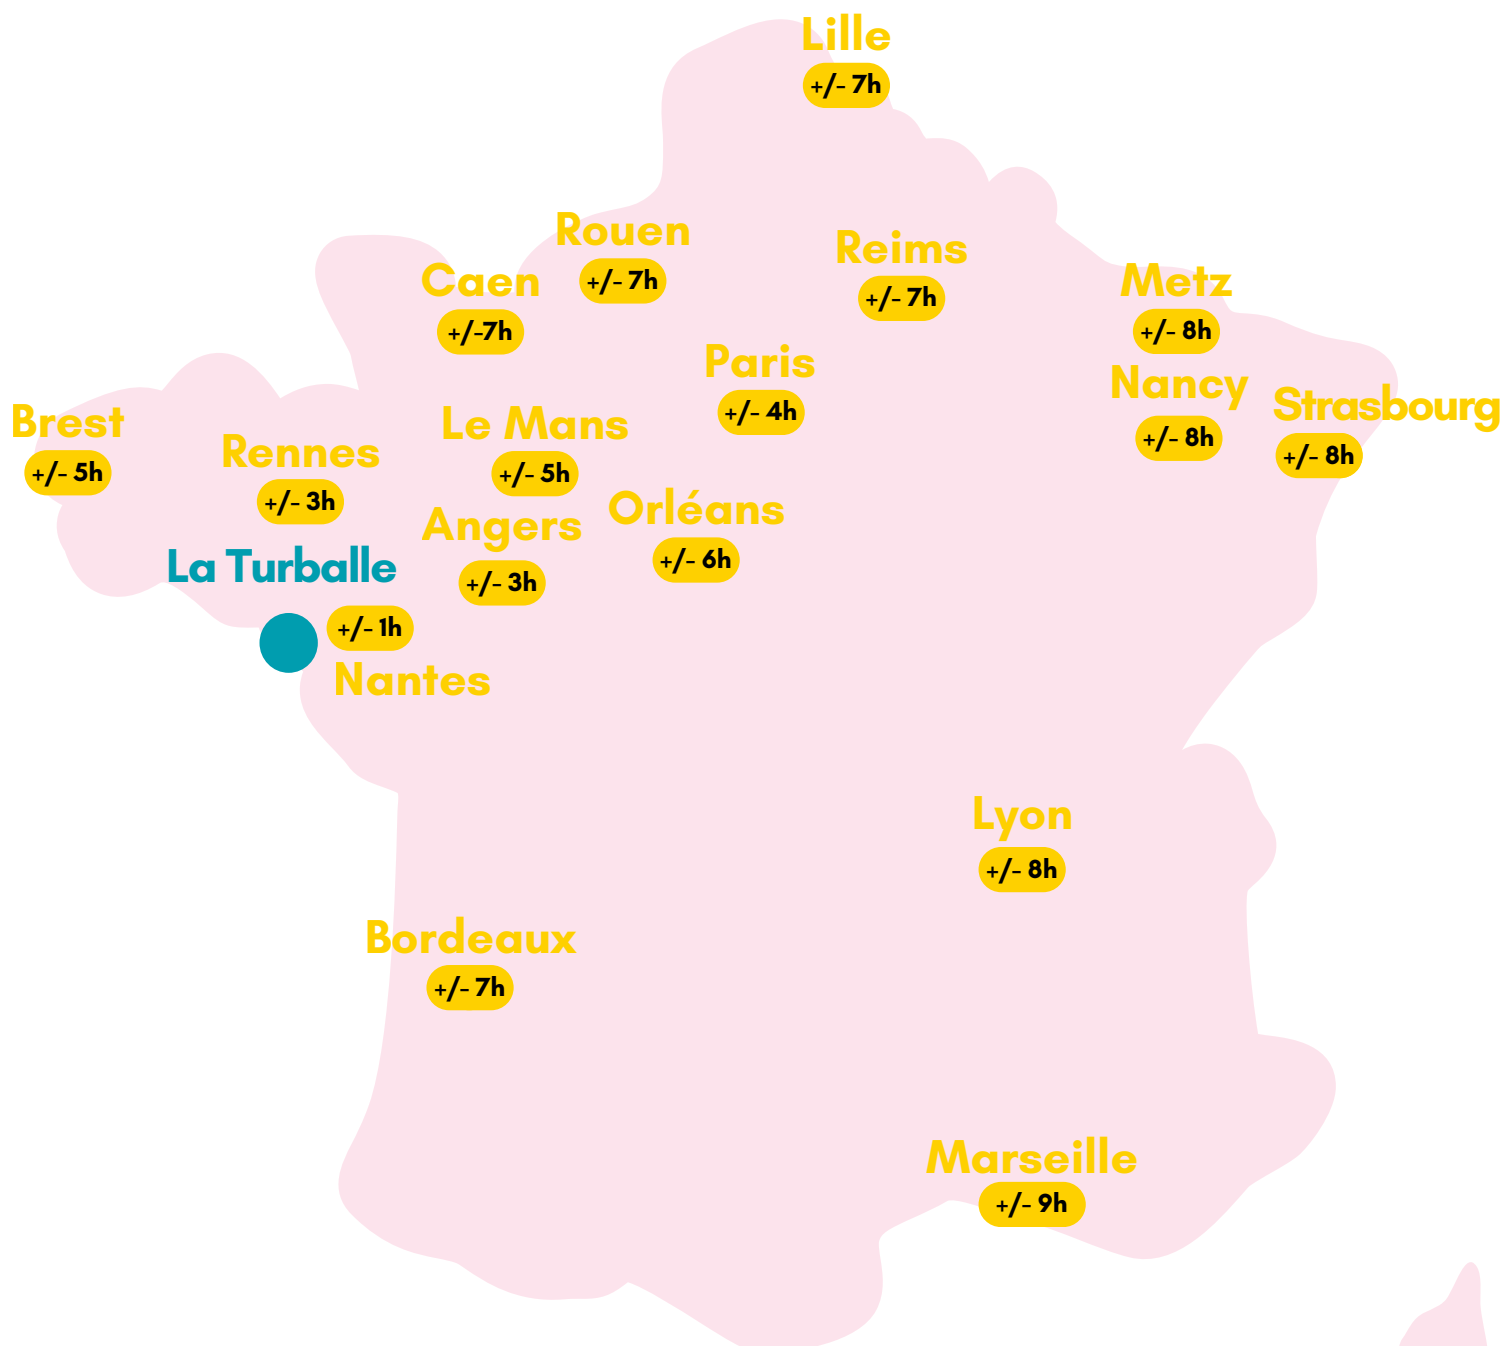 Lille
+/- 7h
Rouen
+/- 7h
Reims
+/- 7h
Caen
+/-7h
Metz
+/- 8h
Paris
+/- 4h
Nancy
+/- 8h
Strasbourg
+/- 8h
Brest
+/- 5h
Rennes
+/- 3h
Le Mans
+/- 5h
Angers
+/- 3h
Orléans
+/- 6h
La Turballe
+/- 1h
Nantes
Lyon
+/- 8h
Bordeaux
+/- 7h
Marseille
+/- 9h